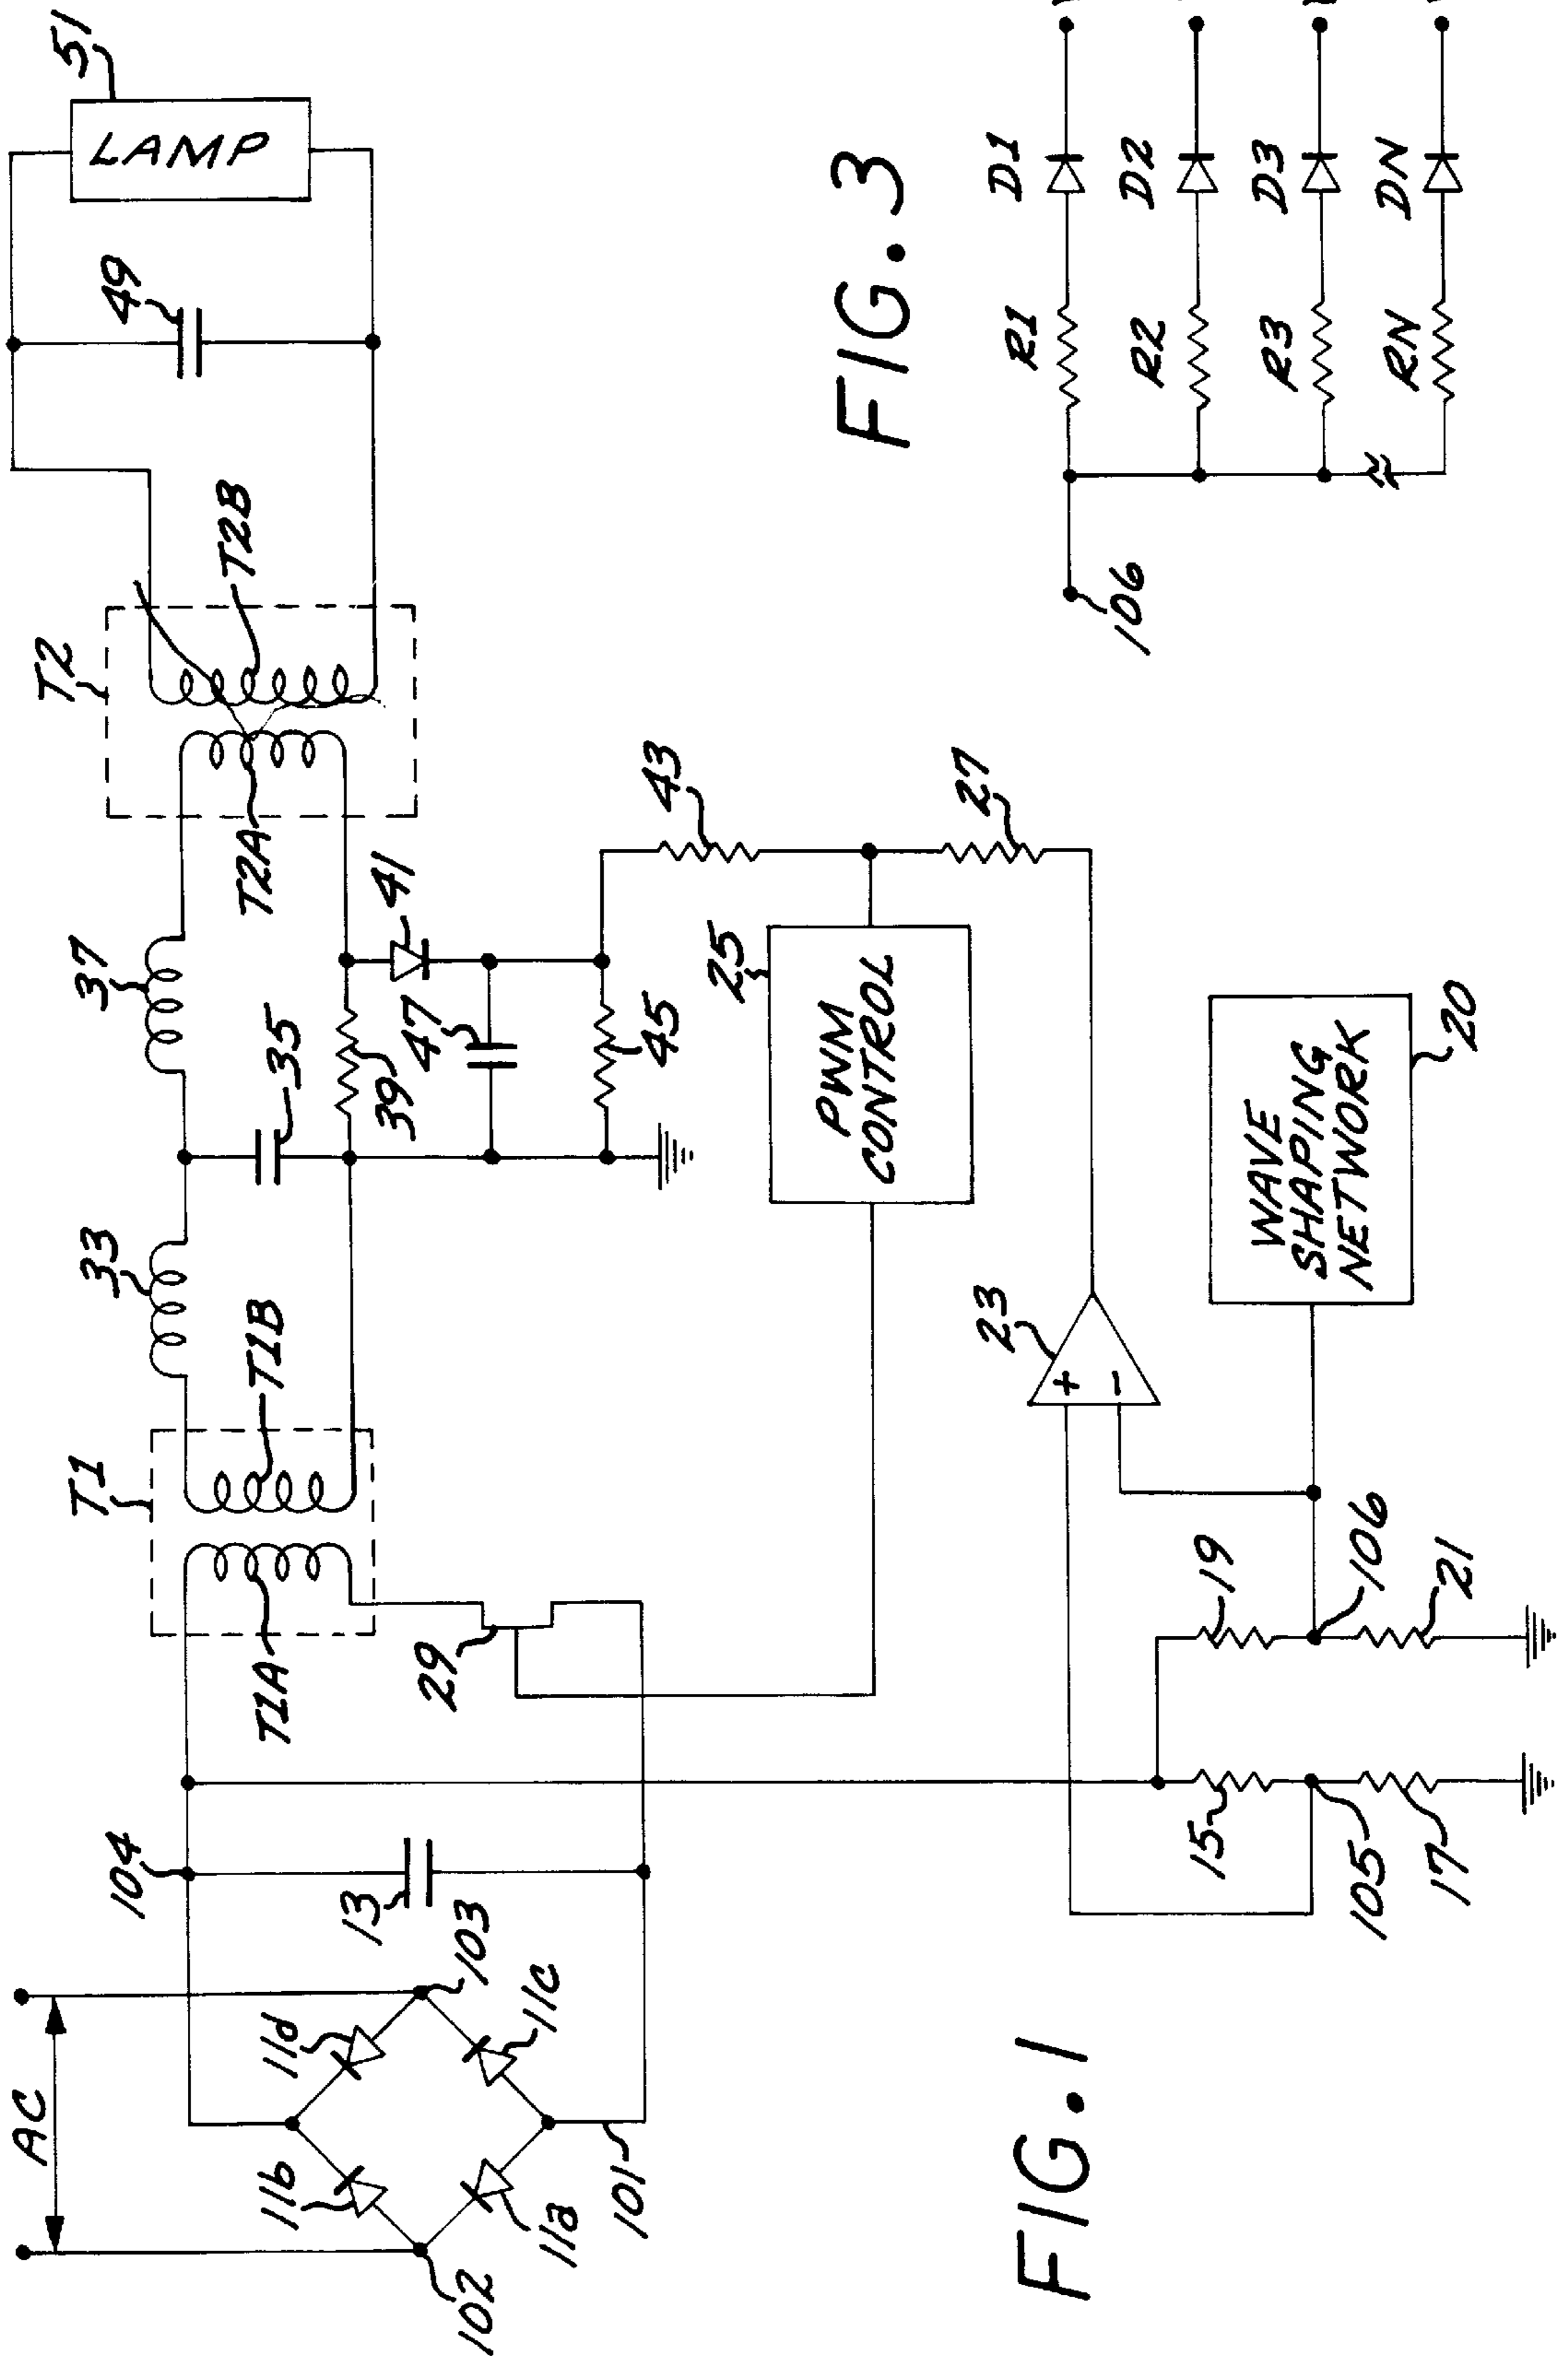 AC
11b
11d
11a
11c
101
102
103
104
13
T1
T1A
T1B
29
33
35
37
39
41
47
45
T2
T2A
T2B
49
51
LAMP
43
27
25
PWM
CONTROL
23
+
-
WAVE
SHAPING
NETWORK
20
15
105
17
19
106
21
FIG. 1
FIG. 3
106
R1
D1
R2
D2
R3
D3
RN
DN